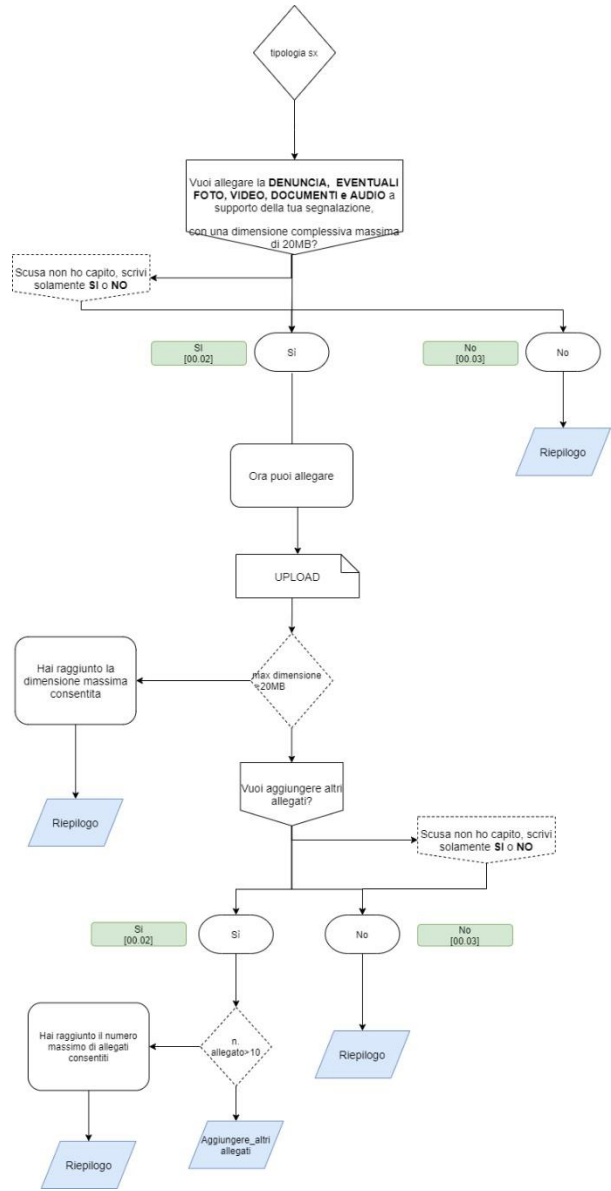 tipologia sx
Vuoi allegare la DENUNCIA, EVENTUALI
FOTO, VIDEO, DOCUMENTI e AUDIO a
supporto della tua segnalazione,
con una dimensione complessiva massima
di 20MB?
Scusa non ho capito, scrivi
solamente SI o NO
SI
[00.02]
Sì
No
[00.03]
No
Riepilogo
Ora puoi allegare
UPLOAD
Hai raggiunto la
dimensione massima
consentita
max dimensione
=20MB
Riepilogo
Vuoi aggiungere altri
allegati?
Scusa non ho capito, scrivi
solamente SI o NO
Si
[00.02]
Sì
No
No
[00.03]
Hai raggiunto il numero
massimo di allegati
consentiti
n.
allegato>10
Riepilogo
Riepilogo
Aggiungere_altri
allegati